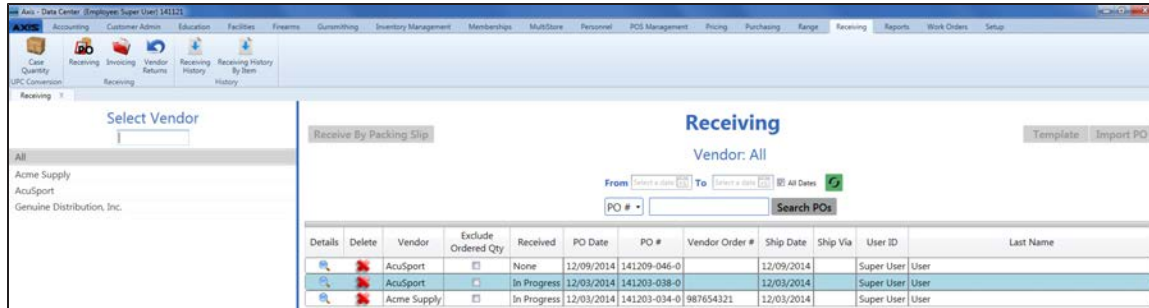 Axis - Data Center (Employee: Super User) 141121
AXIS Accounting Customer Admin Education Facilities Firearms Gunsmithing Inventory Management Memberships MultiStore Personnel POS Management Pricing Purchasing Range Receiving Reports Work Orders Setup
Case Quantity
Receiving Invoicing Vendor Returns
Receiving History Receiving History By Item
UPC Conversion Receiving History
Receiving
Select Vendor
All
Acme Supply
AcuSport
Genuine Distribution, Inc.
Receive By Packing Slip
Receiving
Template Import PO
Vendor: All
From Select a date To Select a date All Dates
PO # Search POs
Details Delete Vendor Exclude Ordered Qty Received PO Date PO # Vendor Order # Ship Date Ship Via User ID Last Name
AcuSport None 12/09/2014 141209-046-0 12/09/2014 Super User User
AcuSport In Progress 12/03/2014 141203-038-0 12/03/2014 Super User User
Acme Supply In Progress 12/03/2014 141203-034-0 987654321 12/03/2014 Super User User